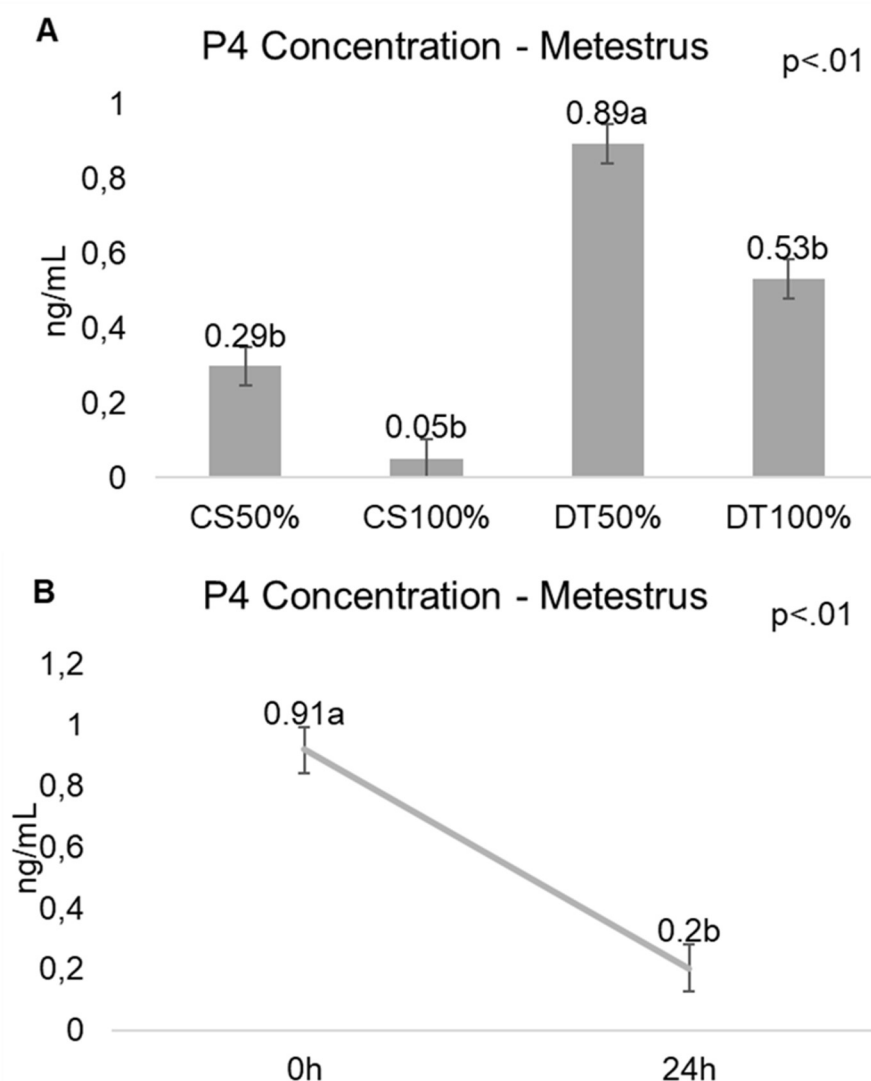 A
P4 Concentration - Metestrus
p<.01
1
0.89a
0,8
0,6
0.53b
ng/mL
0,4
0.29b
0,2
0.05b
0
CS50% CS100% DT50% DT100%
B
P4 Concentration - Metestrus
p<.01
1,2
0.91a
1
0,8
ng/mL
0,6
0,4
0.2b
0,2
0
0h 24h